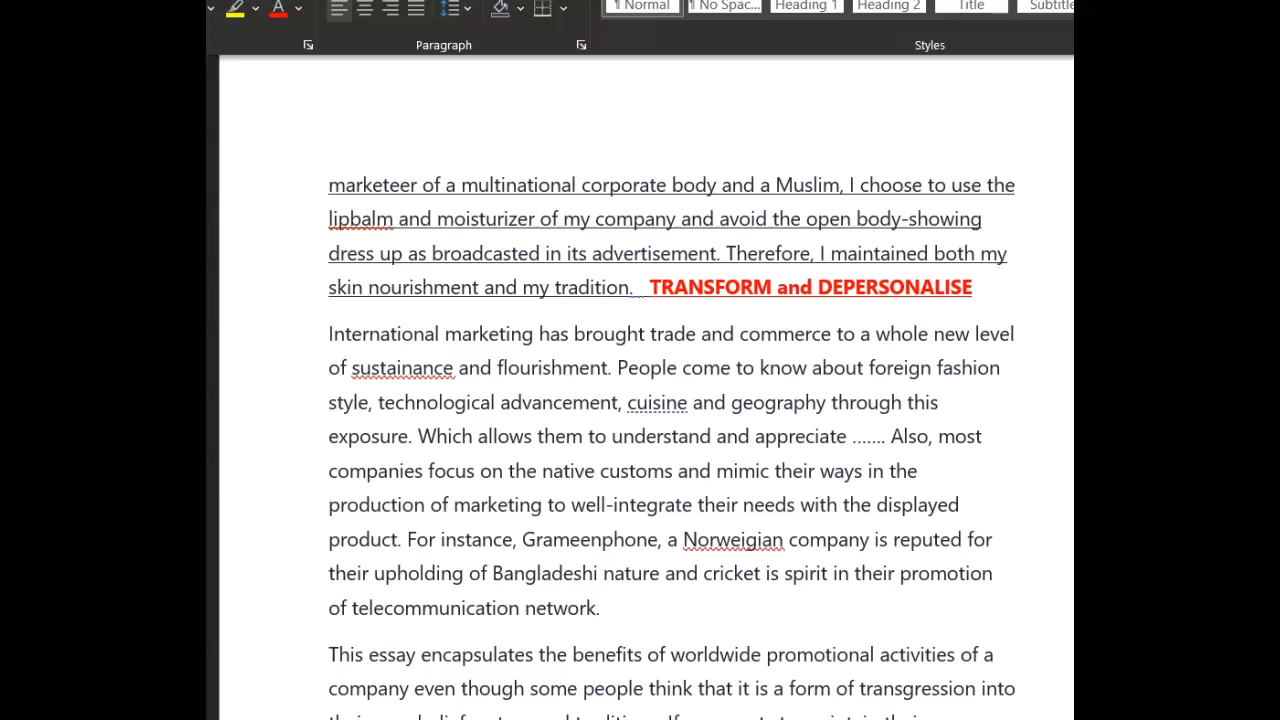 A
¶ Normal
¶ No Spac...
Heading 1
Heading 2
Title
Subtitle
Paragraph
Styles
marketeer of a multinational corporate body and a Muslim, I choose to use the
lipbalm and moisturizer of my company and avoid the open body-showing
dress up as broadcasted in its advertisement. Therefore, I maintained both my
skin nourishment and my tradition.   TRANSFORM and DEPERSONALISE
International marketing has brought trade and commerce to a whole new level
of sustainance and flourishment. People come to know about foreign fashion
style, technological advancement, cuisine and geography through this
exposure. Which allows them to understand and appreciate ……. Also, most
companies focus on the native customs and mimic their ways in the
production of marketing to well-integrate their needs with the displayed
product. For instance, Grameenphone, a Norweigian company is reputed for
their upholding of Bangladeshi nature and cricket is spirit in their promotion
of telecommunication network.
This essay encapsulates the benefits of worldwide promotional activities of a
company even though some people think that it is a form of transgression into